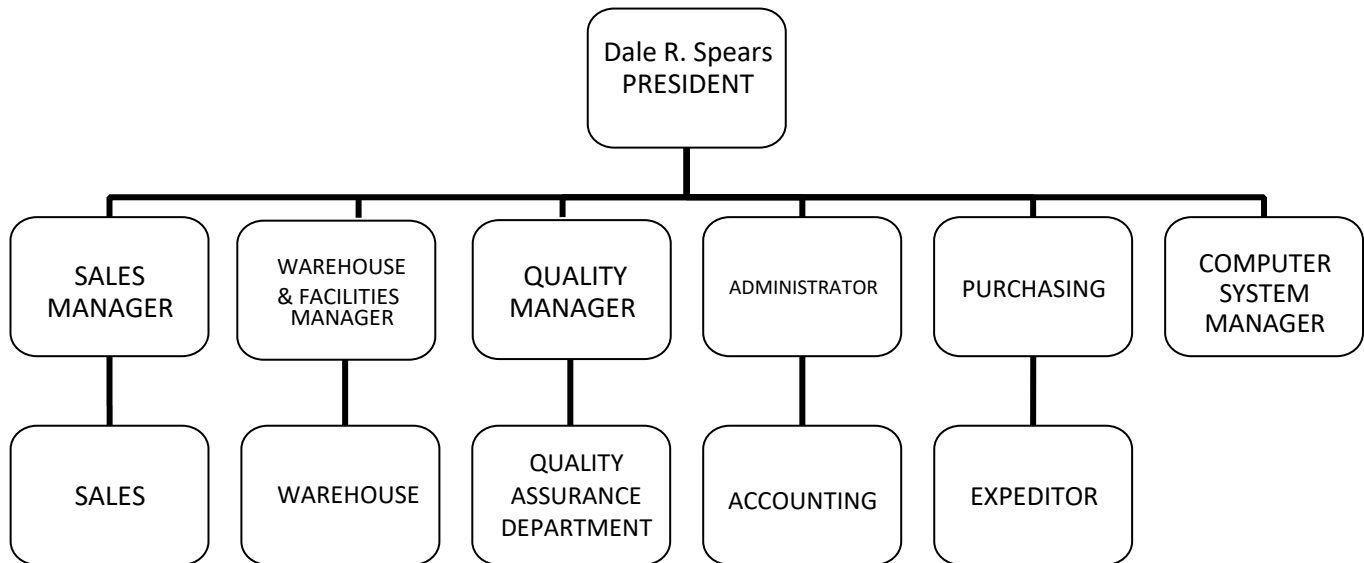 Dale R. Spears
PRESIDENT
SALES
MANAGER
WAREHOUSE
& FACILITIES
MANAGER
QUALITY
MANAGER
ADMINISTRATOR
PURCHASING
COMPUTER
SYSTEM
MANAGER
SALES
WAREHOUSE
QUALITY
ASSURANCE
DEPARTMENT
ACCOUNTING
EXPEDITOR